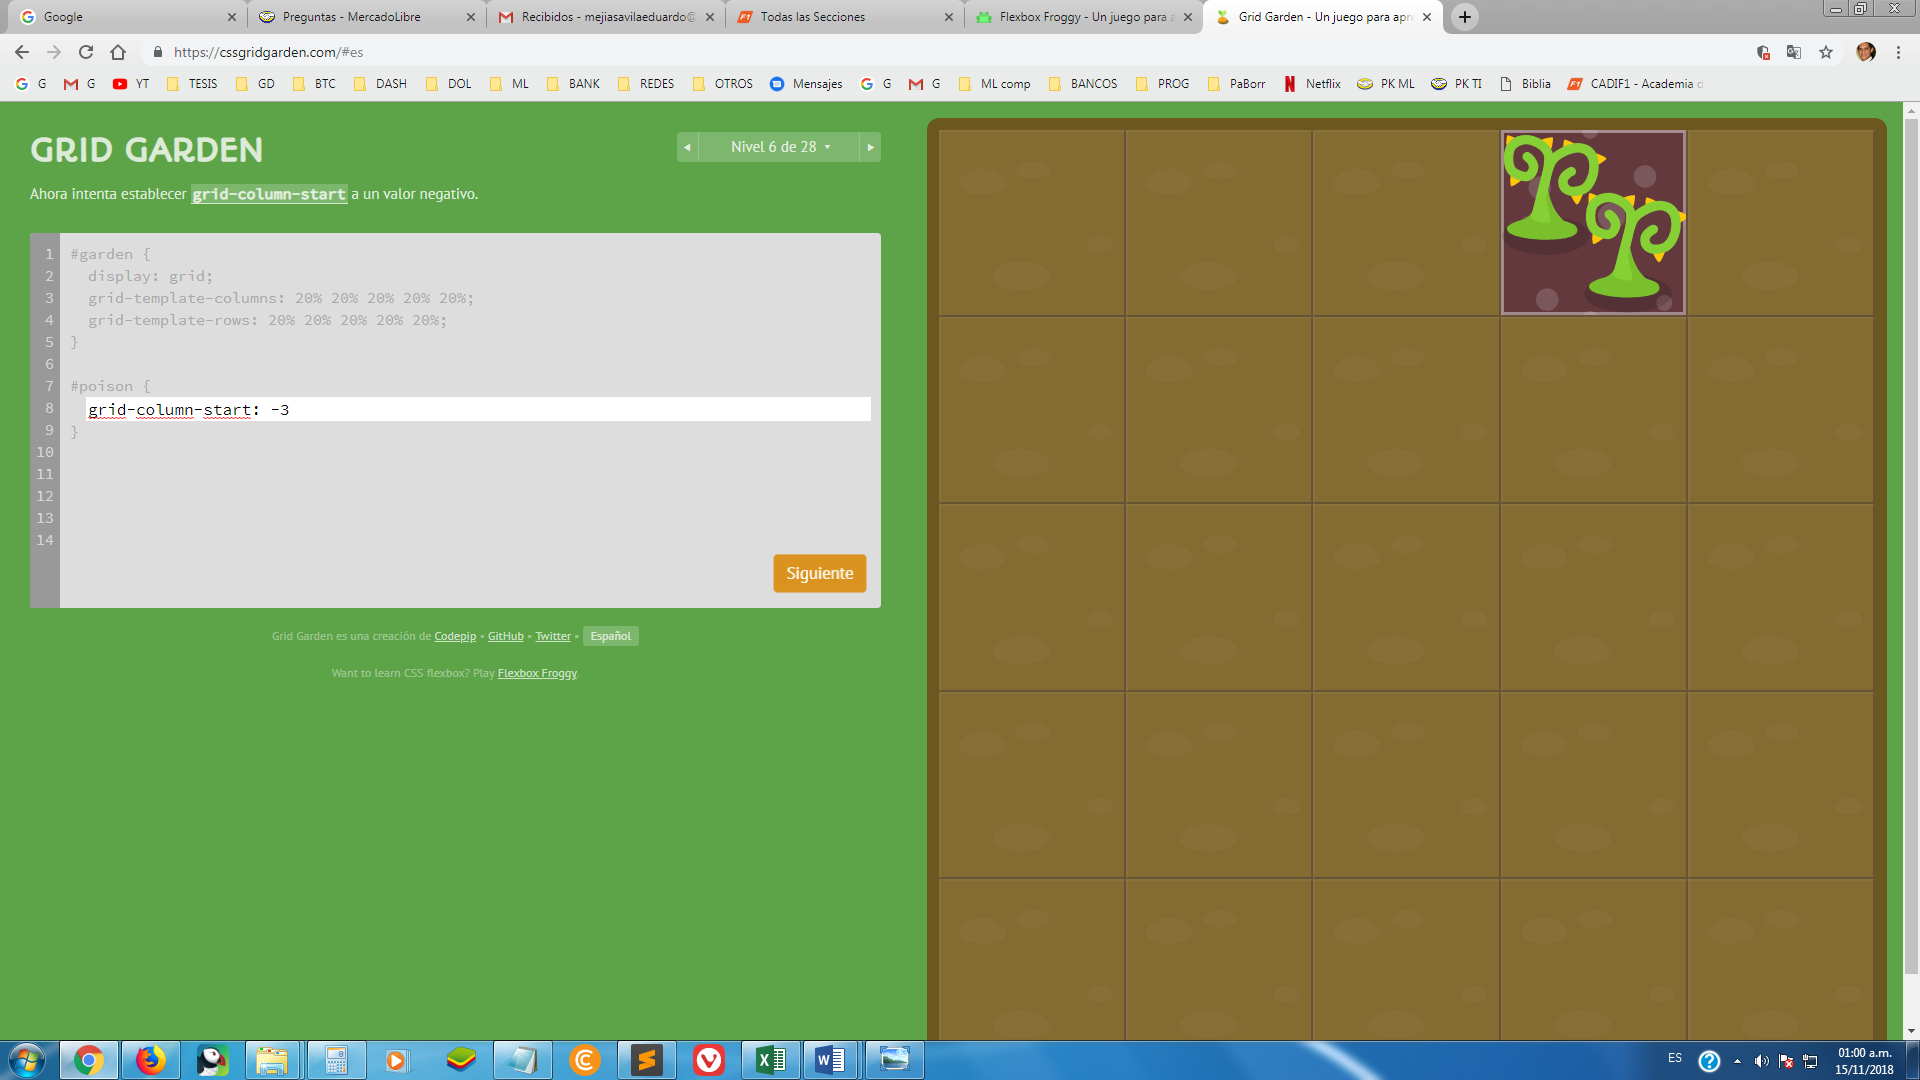 Google
Preguntas - MercadoLibre
Recibidos - mejiasavilaeduardo@
Todas las Secciones
Flexbox Froggy - Un juego para a
Grid Garden - Un juego para apre
https://cssgridgarden.com/#es
G G YT TESIS GD BTC DASH DOL ML BANK REDES OTROS Mensajes G G ML comp BANCOS PROG PaBorr Netflix PK ML PK TI Biblia CADIF1 - Academia d
GRID GARDEN
Nivel 6 de 28
Ahora intenta establecer grid-column-start a un valor negativo.
1 #garden {
2 display: grid;
3 grid-template-columns: 20% 20% 20% 20% 20%;
4 grid-template-rows: 20% 20% 20% 20% 20%;
5 }
6
7 #poison {
8 grid-column-start: -3
9 }
10
11
12
13
14
Siguiente
Grid Garden es una creación de Codepip • GitHub • Twitter • Español
Want to learn CSS flexbox? Play Flexbox Froggy.
ES
01:00 a.m.
15/11/2018